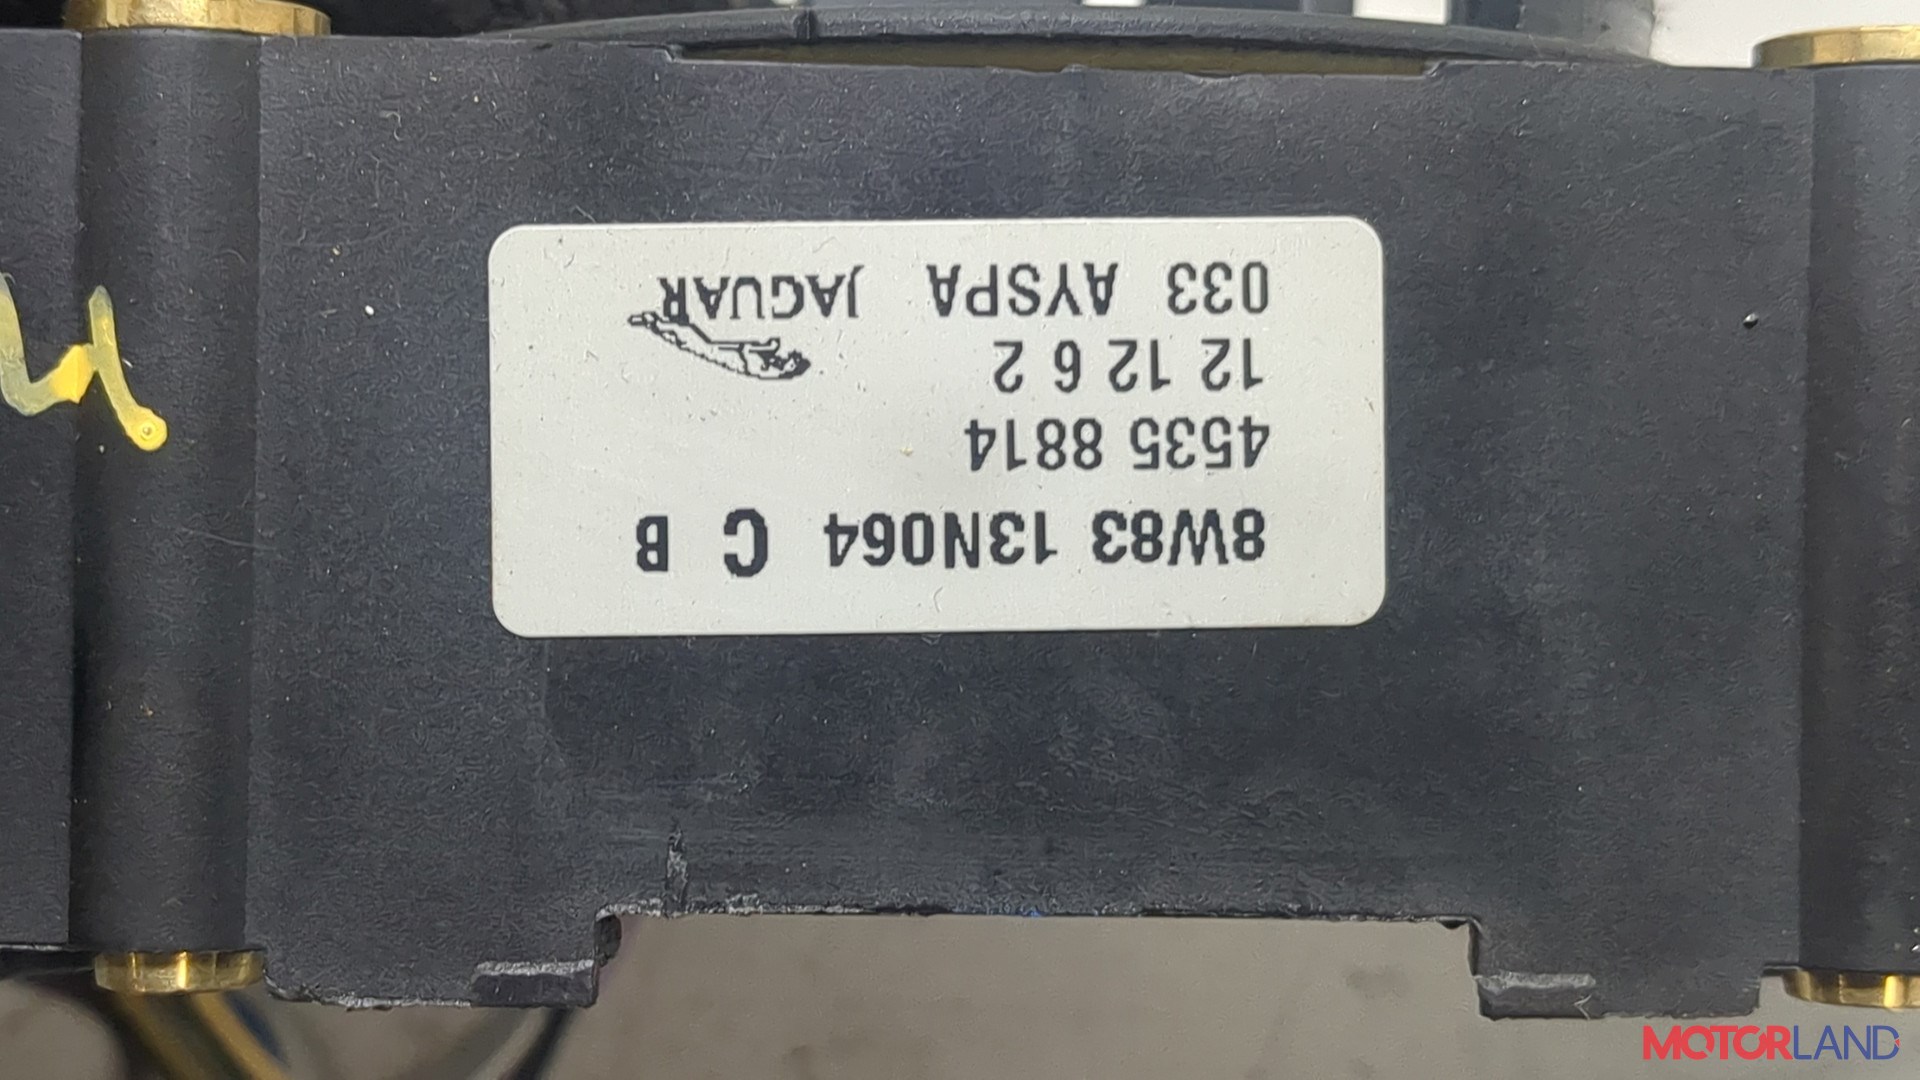 8W83 13N064 C B
4535 8814
12 12 6 2
033 AYSPA JAGUAR
MOTORLAND